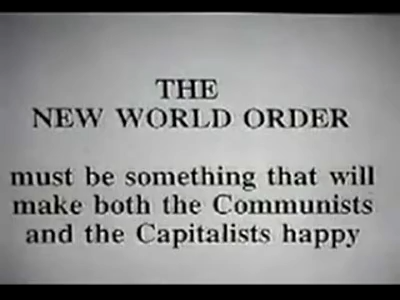 THE
NEW WORLD ORDER
must be something that will
make both the Communists
and the Capitalists happy